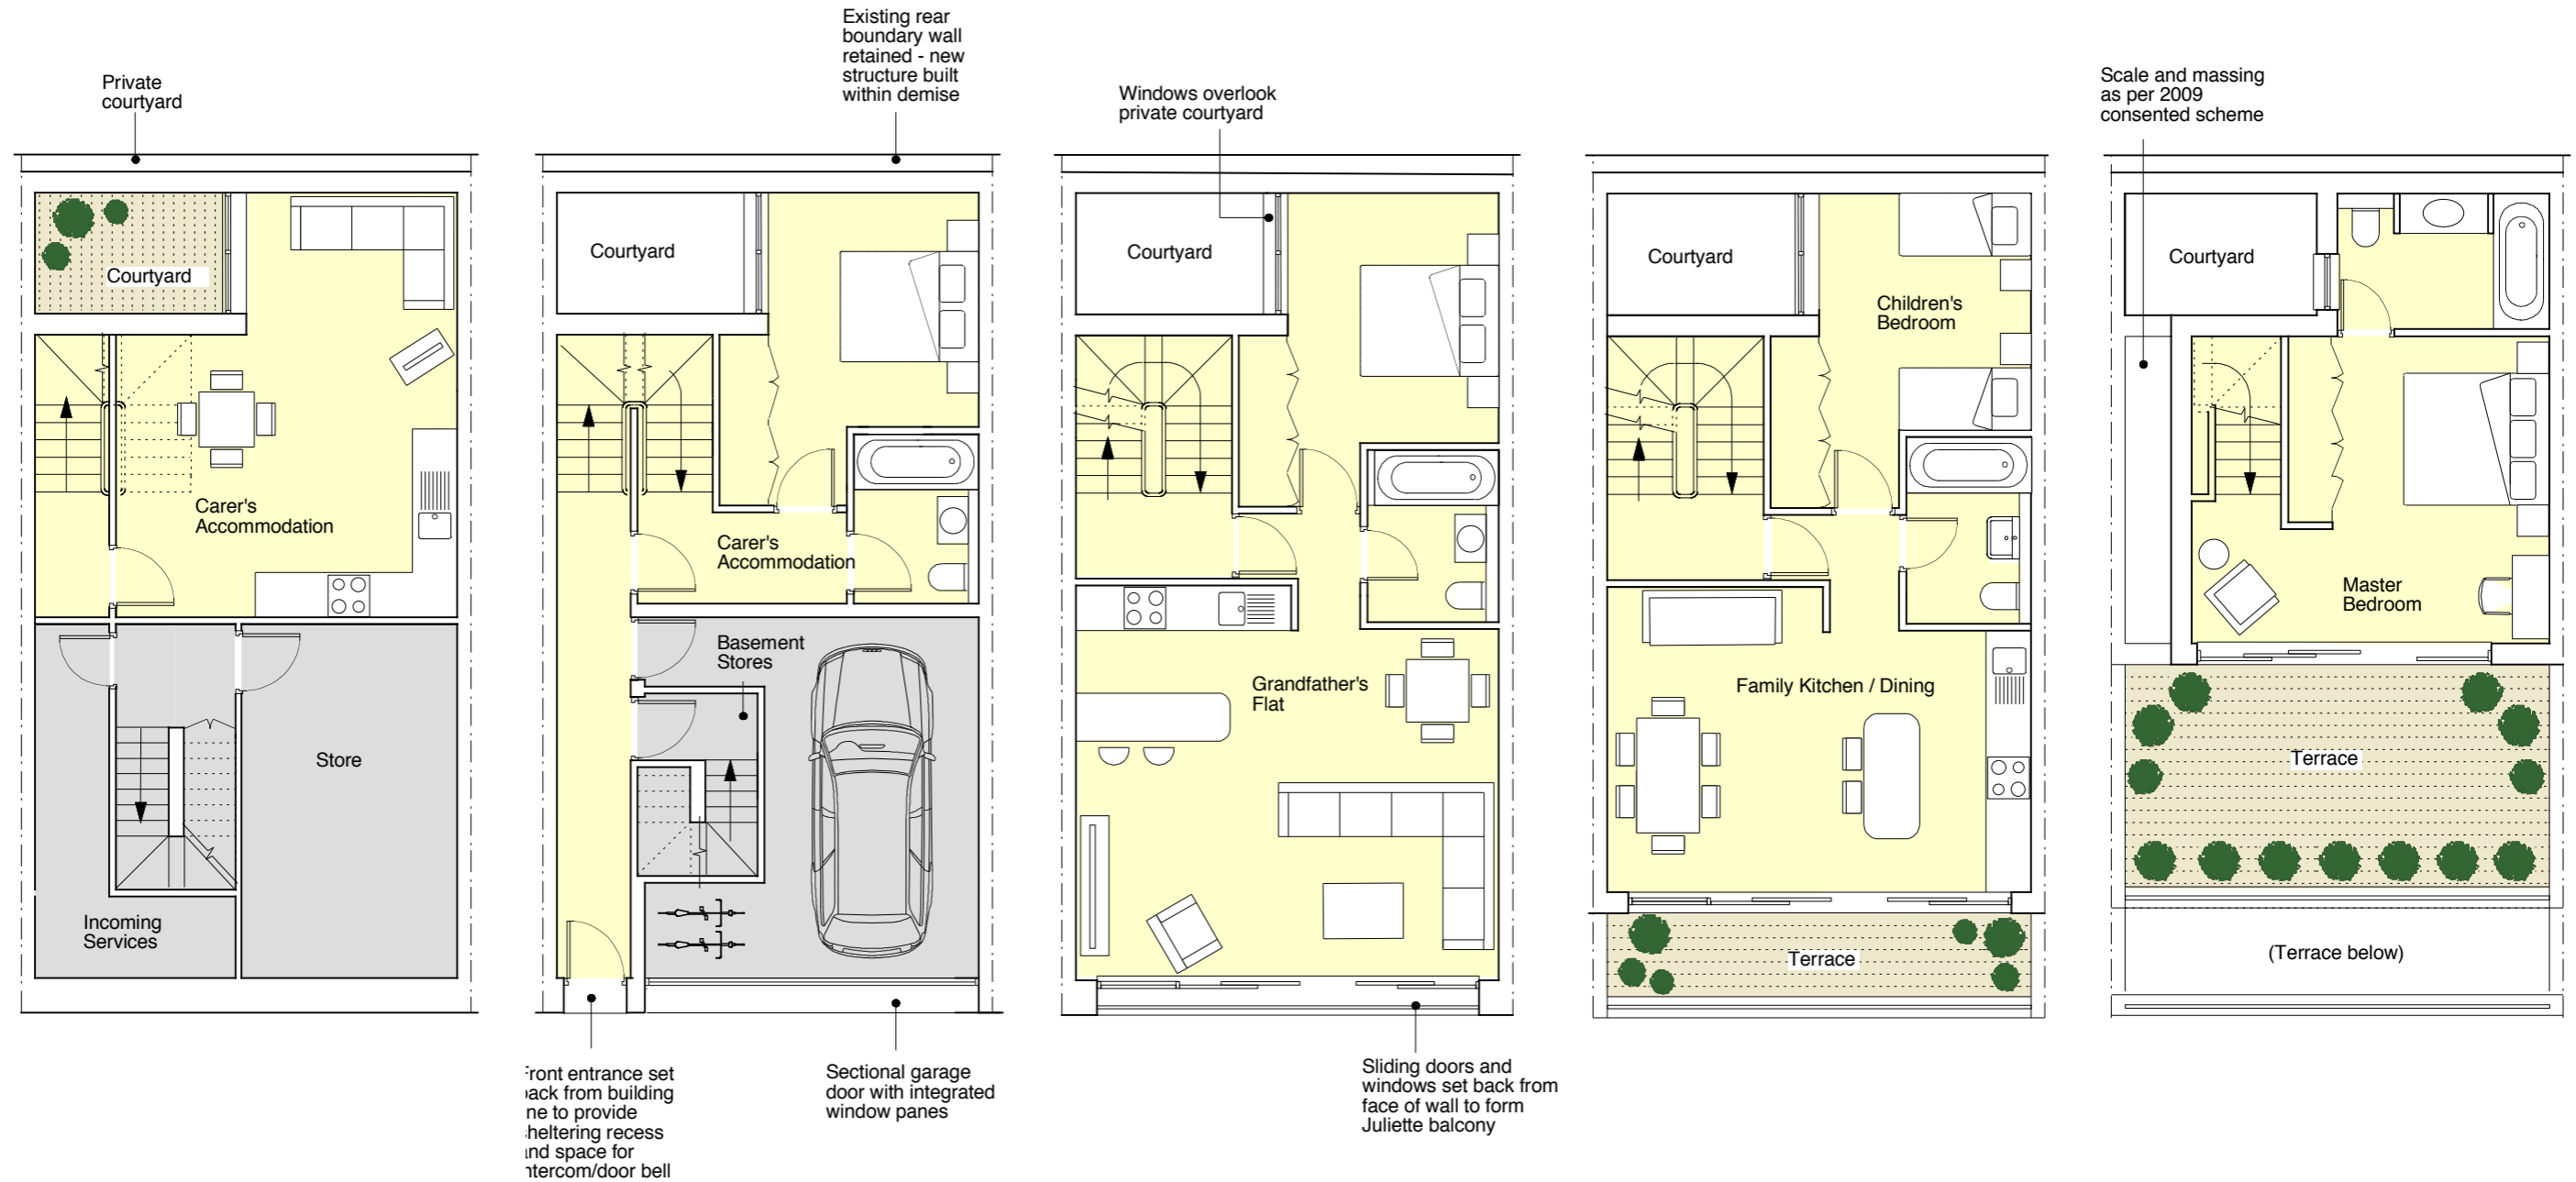 Private
courtyard
Courtyard
Carer's
Accommodation
Incoming
Services
Store
Existing rear
boundary wall
retained - new
structure built
within demise
Courtyard
Carer's
Accommodation
Basement
Stores
Front entrance set
back from building
ne to provide
sheltering recess
and space for
ntercom/door bell
Sectional garage
door with integrated
window panes
Windows overlook
private courtyard
Courtyard
Grandfather's
Flat
Sliding doors and
windows set back from
face of wall to form
Juliette balcony
Courtyard
Children's
Bedroom
Family Kitchen / Dining
Terrace
Scale and massing
as per 2009
consented scheme
Courtyard
Master
Bedroom
Terrace
(Terrace below)